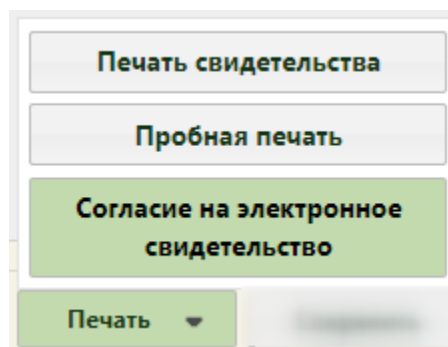 Печать свидетельства
Пробная печать
Согласие на электронное
свидетельство
Печать